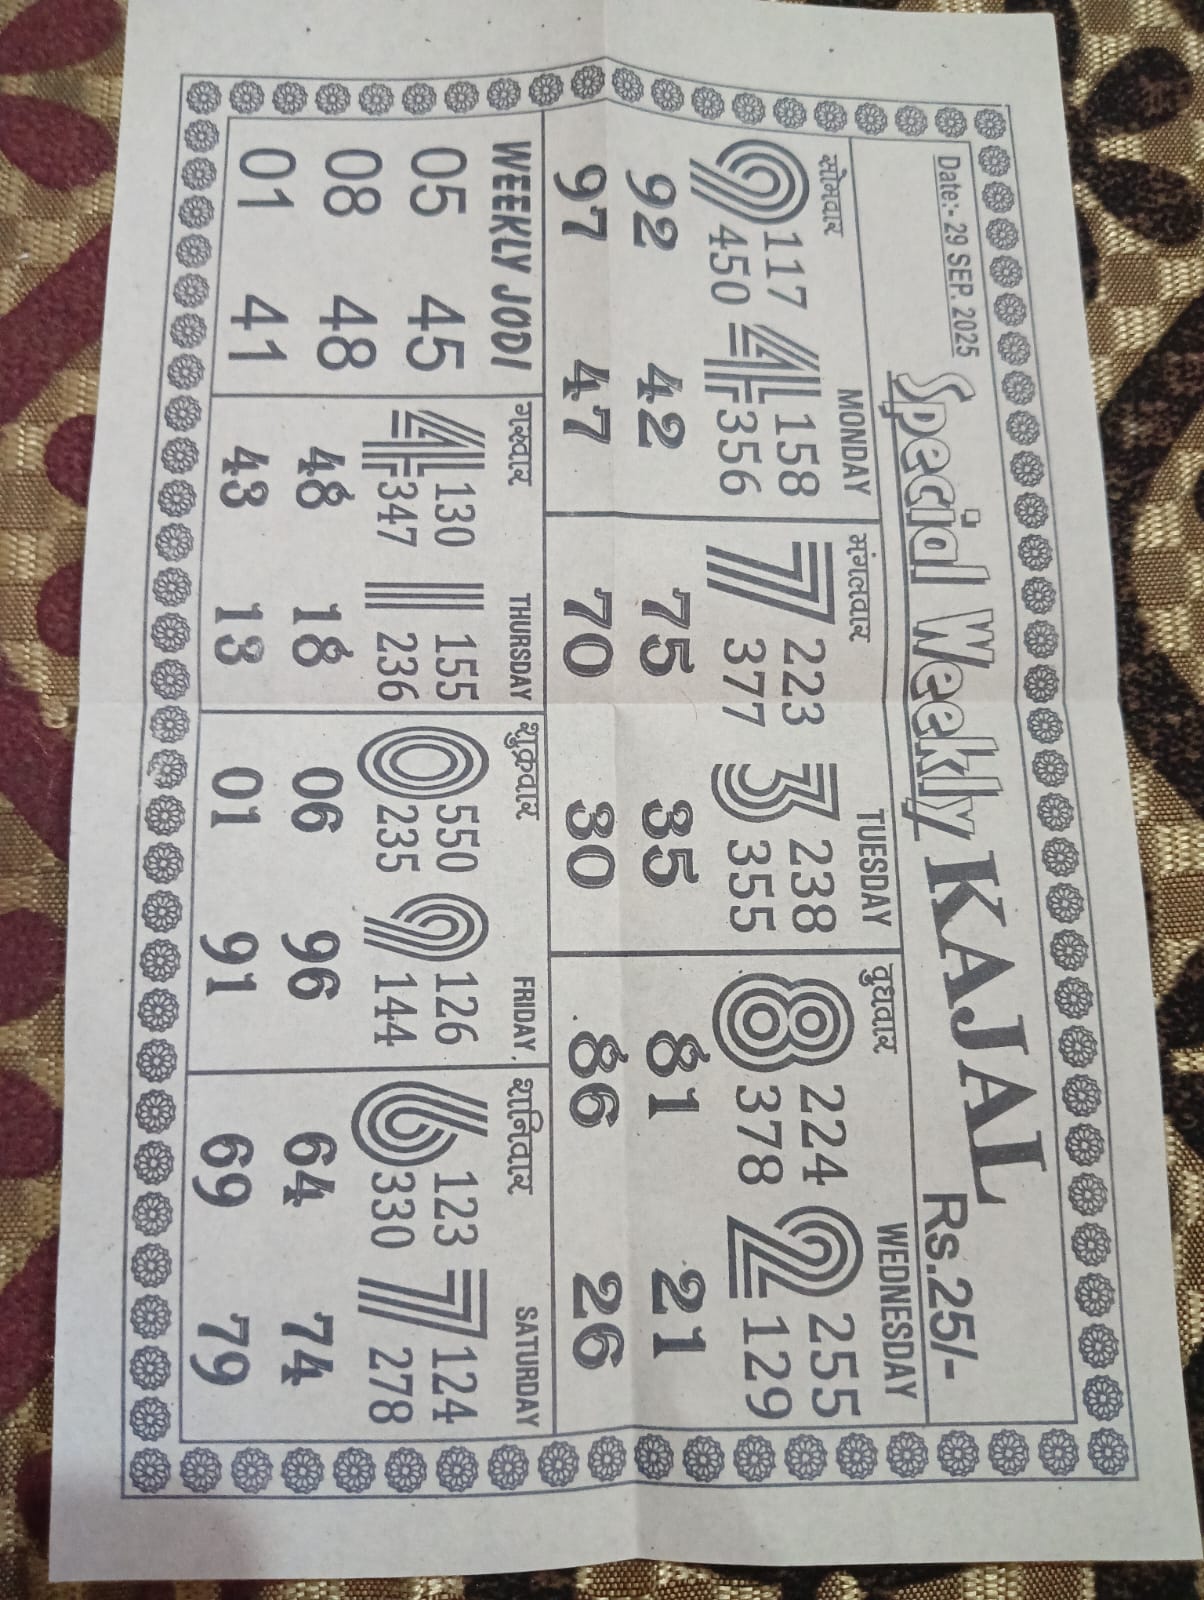 Date:- 29 SEP. 2025
Special Weekly KAJAL Rs.25/-
सोमवार MONDAY
9 117 450 4 158 356
92 42
97 47
मंगलवार TUESDAY
7 223 377 3 238 355
75 35
70 30
बुधवार WEDNESDAY
8 224 378 2 255 129
81 21
86 26
WEEKLY JODI
05 45
08 48
01 41
THURSDAY
4 130 347 1 155 236
48 18
43 13
शुक्रवार FRIDAY,
0 550 235 9 126 144
06 96
01 91
शनिवार SATURDAY
6 123 330 7 124 278
64 74
69 79